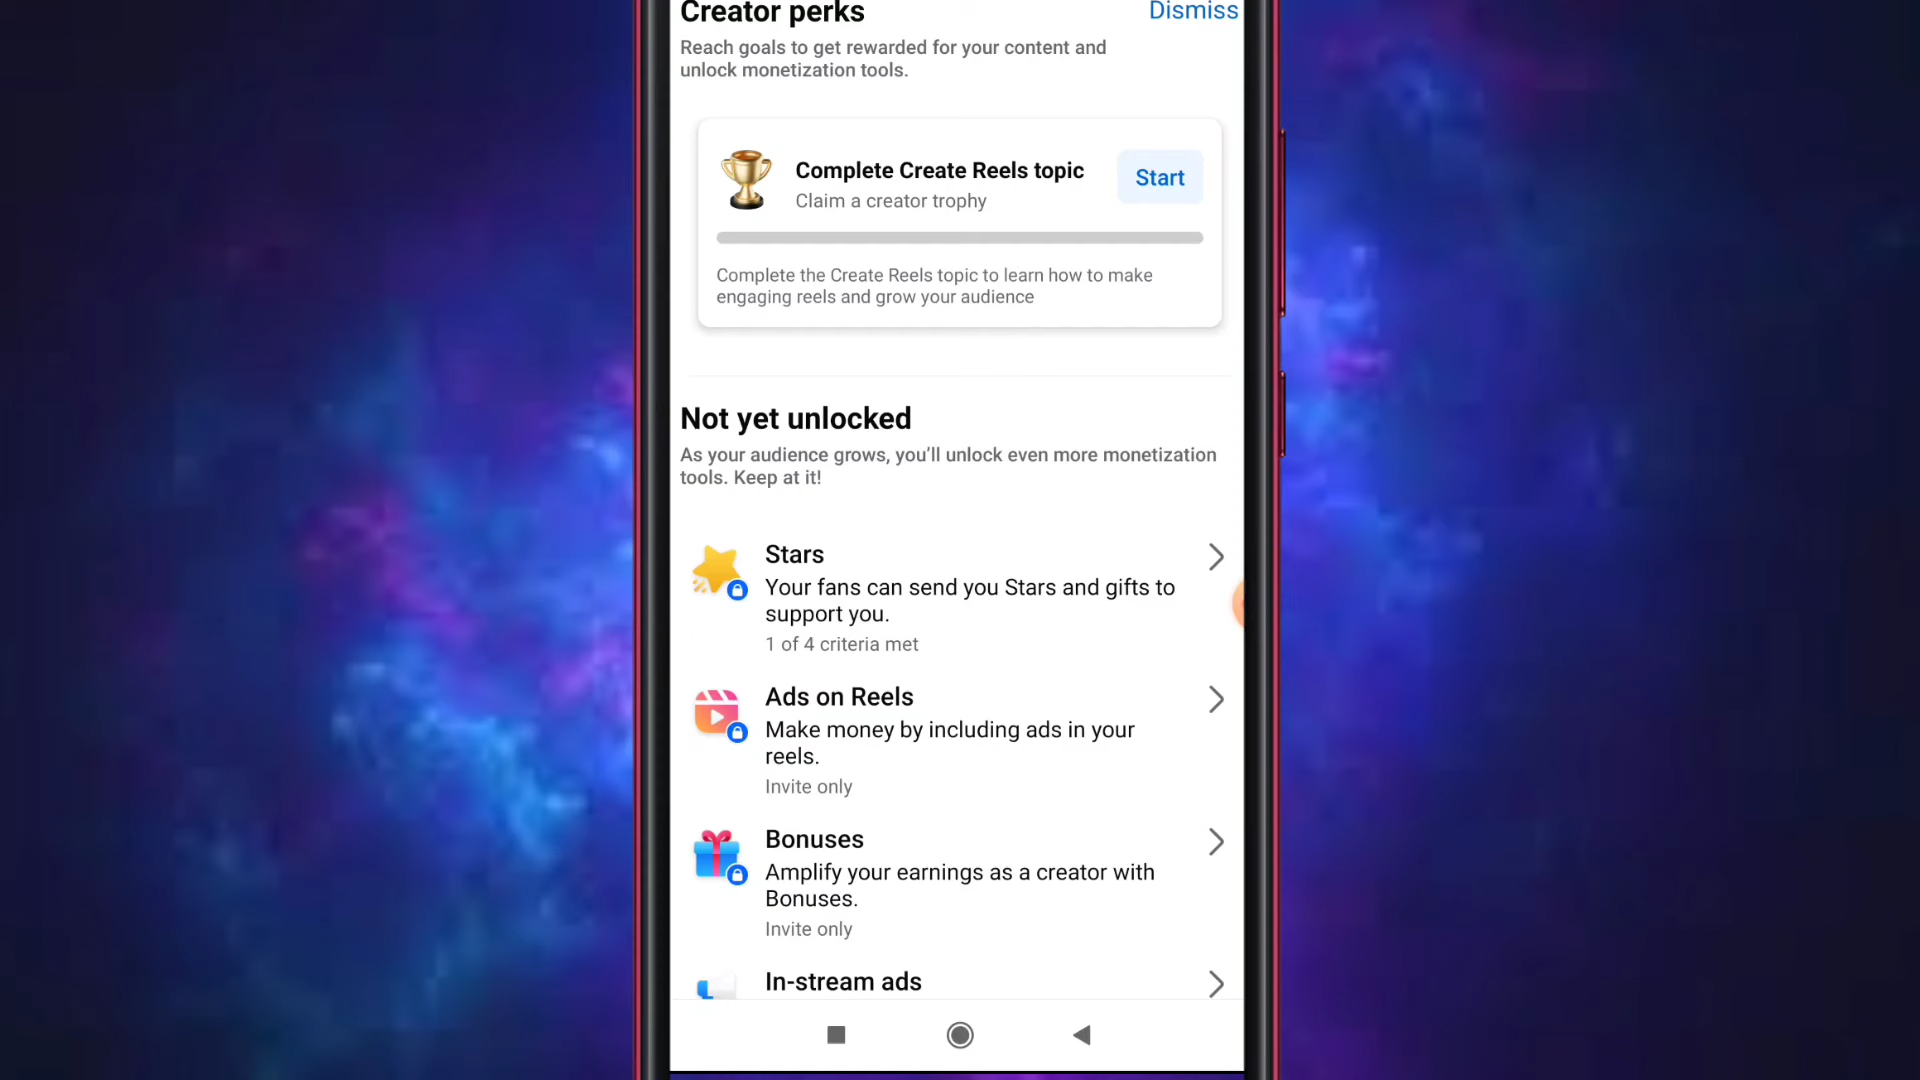 Creator perks
Dismiss
Reach goals to get rewarded for your content and
unlock monetization tools.
Complete Create Reels topic
Start
Claim a creator trophy
Complete the Create Reels topic to learn how to make
engaging reels and grow your audience
Not yet unlocked
As your audience grows, you’ll unlock even more monetization
tools. Keep at it!
Stars
Your fans can send you Stars and gifts to
support you.
1 of 4 criteria met
Ads on Reels
Make money by including ads in your
reels.
Invite only
Bonuses
Amplify your earnings as a creator with
Bonuses.
Invite only
In-stream ads